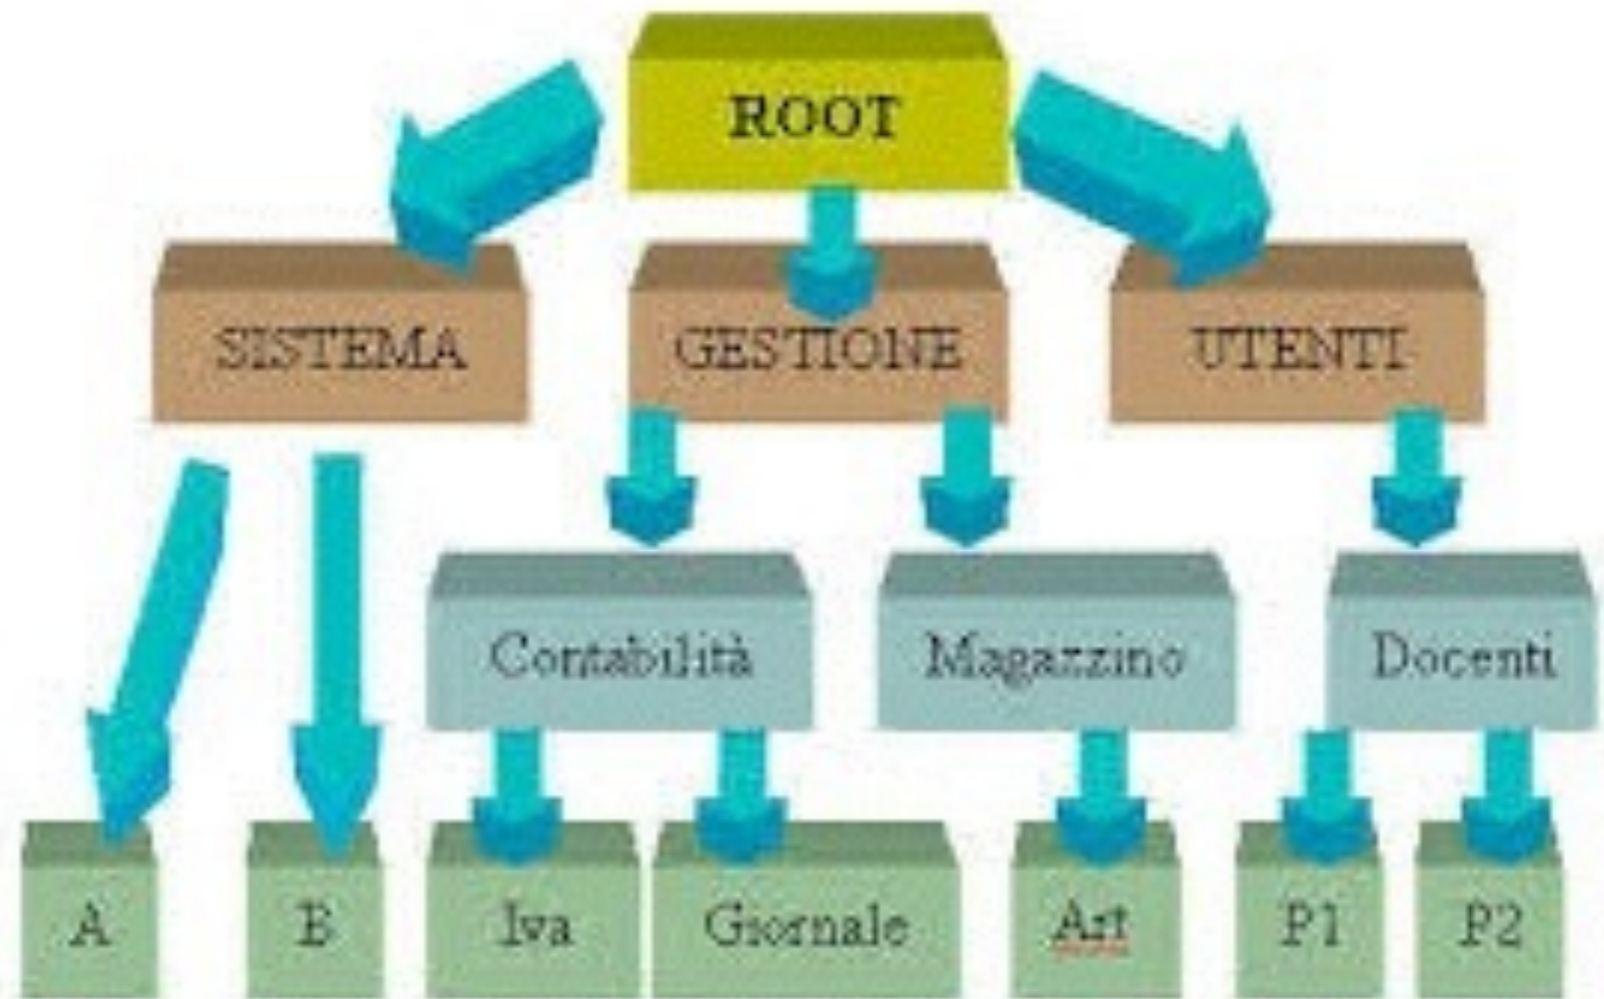 ROOT
SISTEMA GESTIONE UTENTI
Contabilità Magazzino Docenti
A B Iva Giornale Art P1 P2